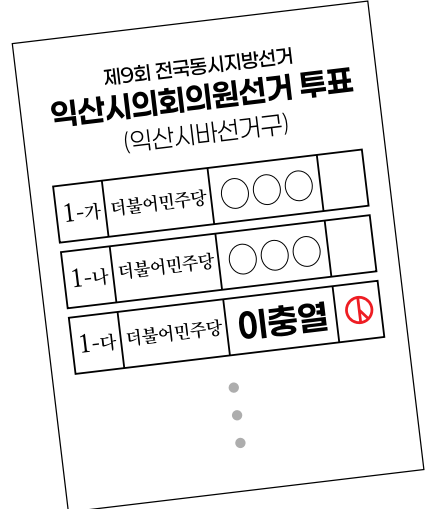 제9회 전국동시지방선거
익산시의회의원선거 투표
(익산시바선거구)
1-가 더불어민주당 ○○○
1-나 더불어민주당 ○○○
1-다 더불어민주당 이충열